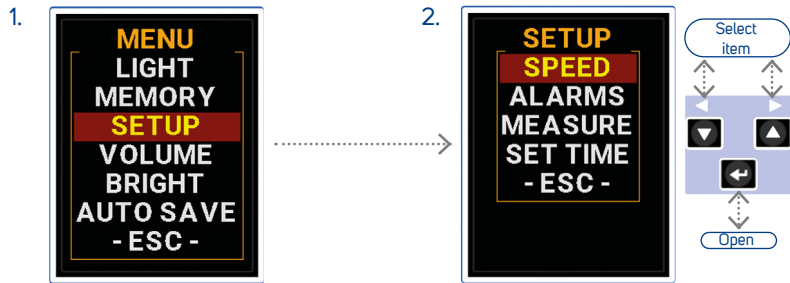 1.
MENU
LIGHT
MEMORY
SETUP
VOLUME
BRIGHT
AUTO SAVE
- ESC -
2.
SETUP
SPEED
ALARMS
MEASURE
SET TIME
- ESC -
Select
item
Open